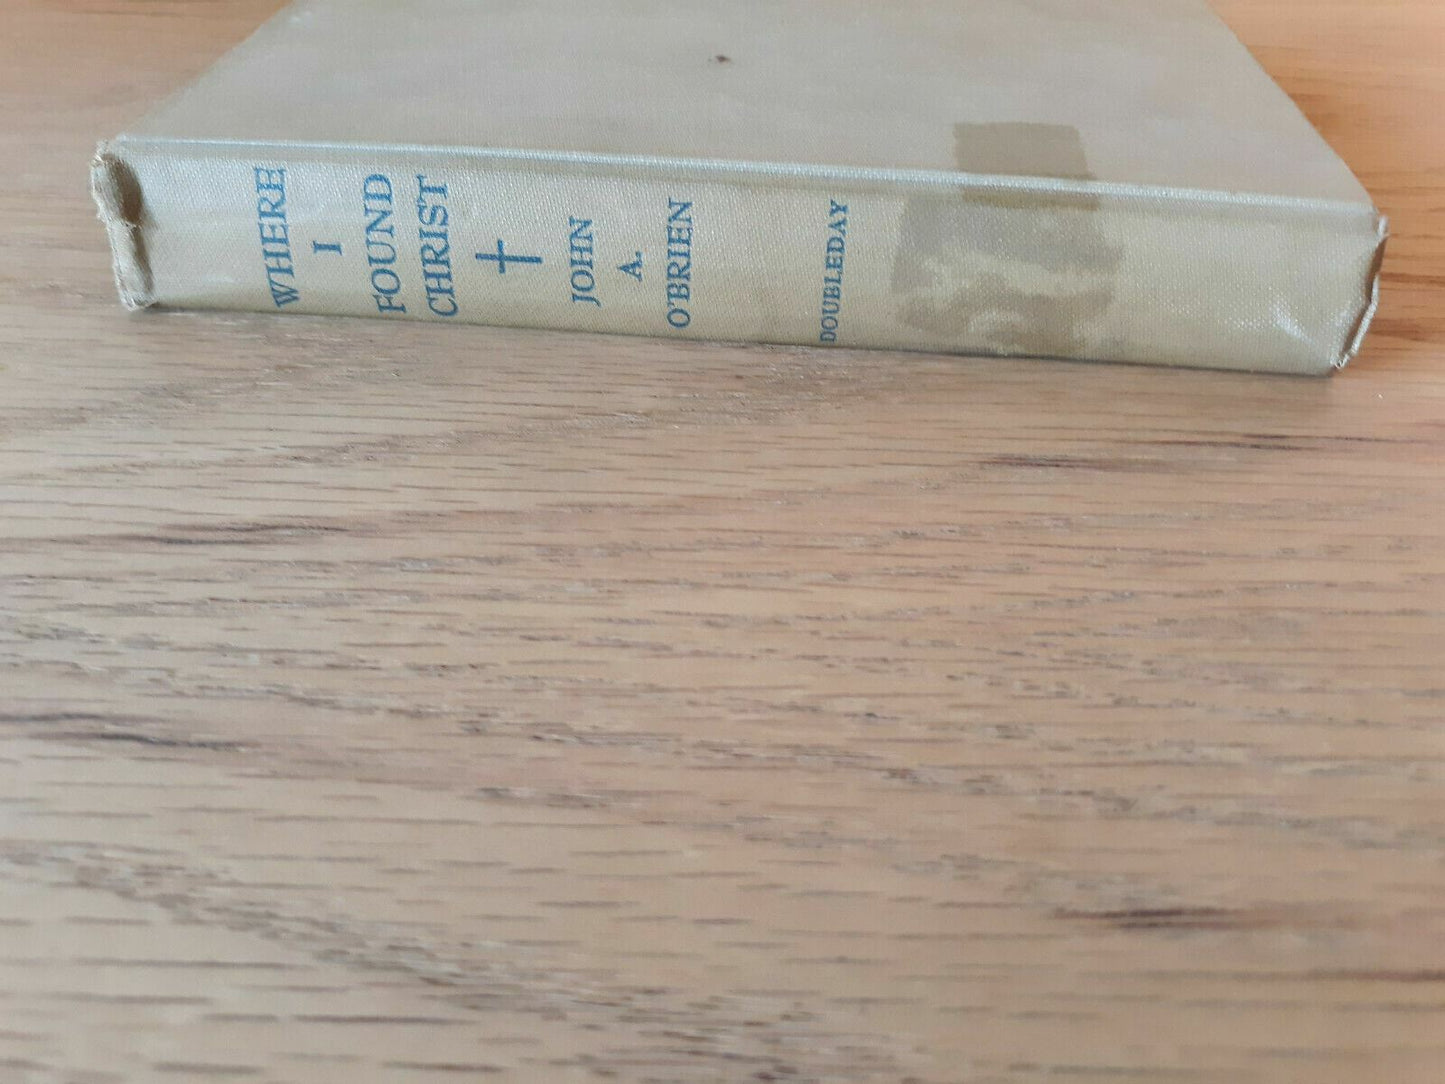 WHERE
I
FOUND
CHRIST
JOHN
A.
O'BRIEN
DOUBLEDAY